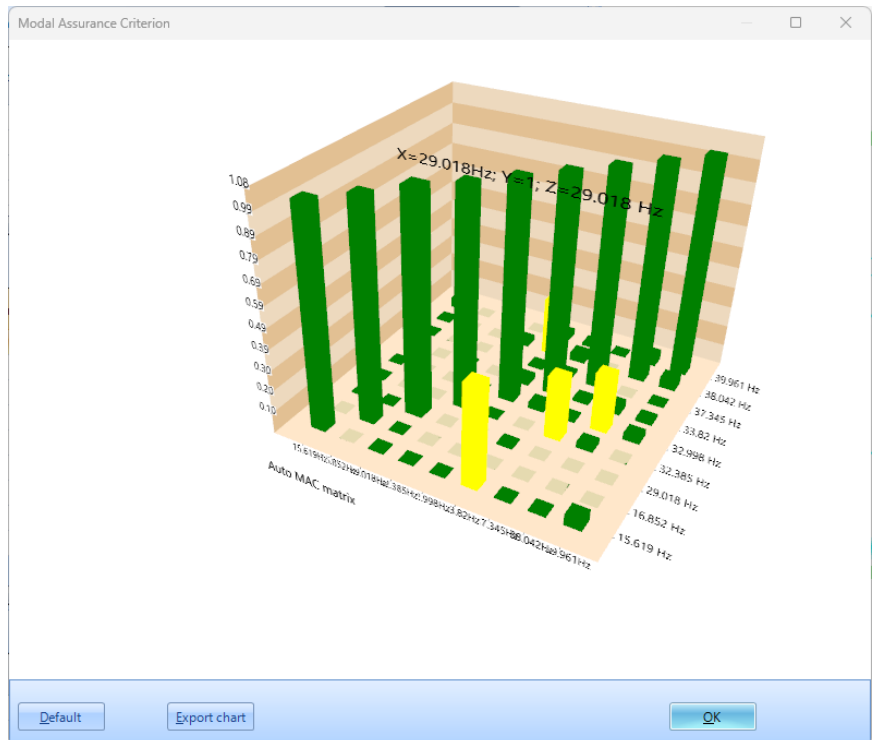 Modal Assurance Criterion
X=29.018Hz; Y=1; Z=29.018 Hz
1.08
0.99
0.89
0.79
0.69
0.59
0.49
0.39
0.30
0.20
0.10
39.961 Hz
38.042 Hz
37.345 Hz
33.82 Hz
32.998 Hz
32.385 Hz
29.018 Hz
16.852 Hz
15.619 Hz
15.619Hz
Auto MAC matrix
Default
Export chart
OK